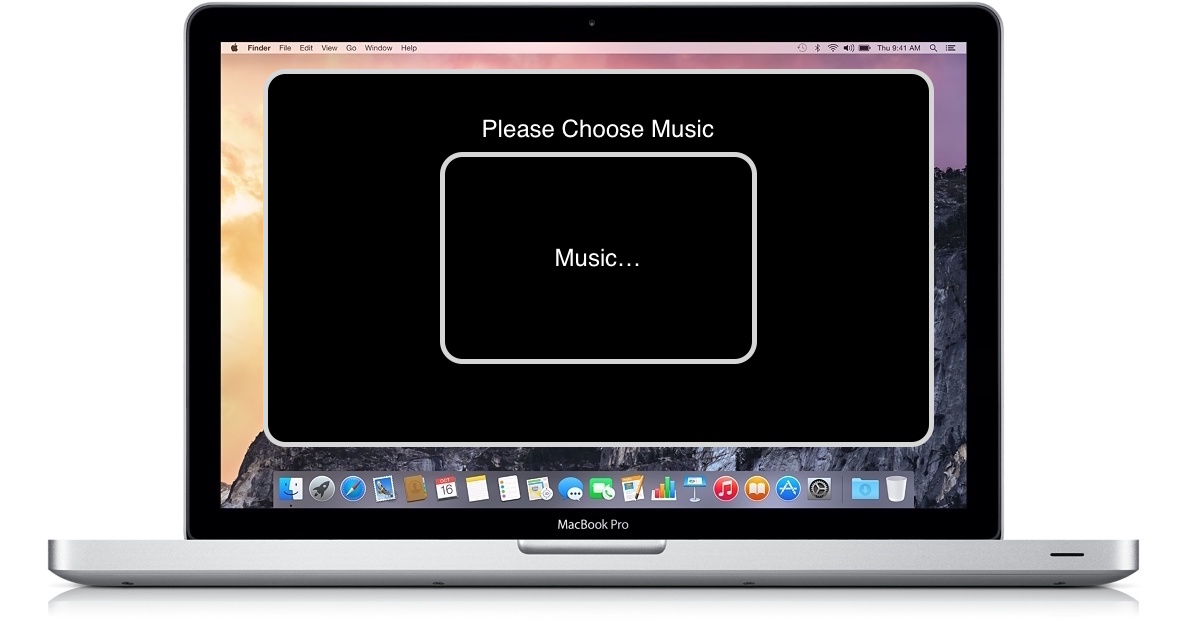 Finder File Edit View Go Window Help Thu 9:41 AM
Please Choose Music
Music…
OCT
16
MacBook Pro